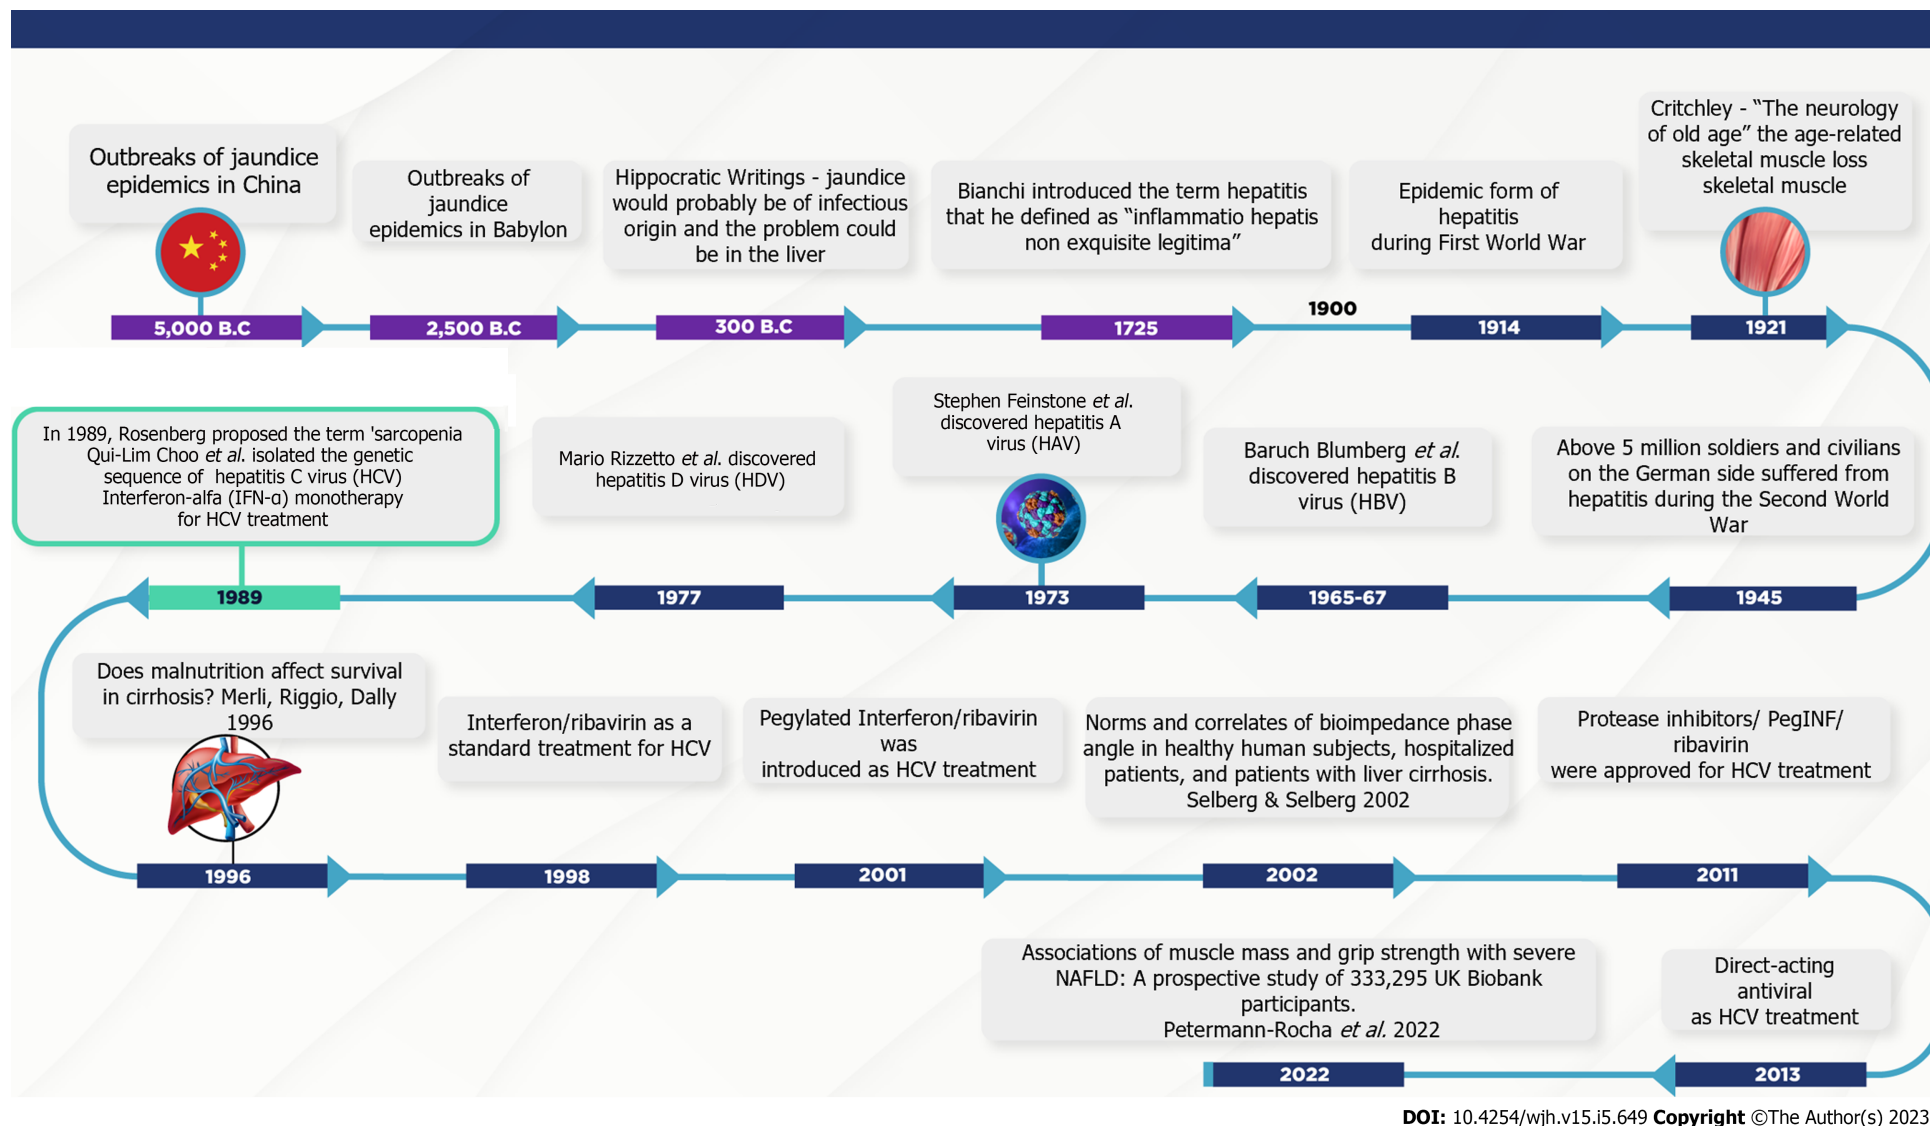 Outbreaks of jaundice
epidemics in China
Outbreaks of
jaundice
epidemics in Babylon
Hippocratic Writings - jaundice
would probably be of infectious
origin and the problem could
be in the liver
Bianchi introduced the term hepatitis
that he defined as “inflammatio hepatis
non exquisite legitima”
Epidemic form of
hepatitis
during First World War
Critchley - “The neurology
of old age” the age-related
skeletal muscle loss
skeletal muscle
5,000 B.C
2,500 B.C
300 B.C
1725
1900
1914
1921
Above 5 million soldiers and civilians
on the German side suffered from
hepatitis during the Second World
War
Baruch Blumberg et al.
discovered hepatitis B
virus (HBV)
Stephen Feinstone et al.
discovered hepatitis A
virus (HAV)
Mario Rizzetto et al. discovered
hepatitis D virus (HDV)
In 1989, Rosenberg proposed the term 'sarcopenia
Qui-Lim Choo et al. isolated the genetic
sequence of hepatitis C virus (HCV)
Interferon-alfa (IFN-α) monotherapy
for HCV treatment
1945
1965-67
1973
1977
1989
Does malnutrition affect survival
in cirrhosis? Merli, Riggio, Dally
1996
Interferon/ribavirin as a
standard treatment for HCV
Pegylated Interferon/ribavirin
was
introduced as HCV treatment
Norms and correlates of bioimpedance phase
angle in healthy human subjects, hospitalized
patients, and patients with liver cirrhosis.
Selberg & Selberg 2002
Protease inhibitors/ PegINF/
ribavirin
were approved for HCV treatment
1996
1998
2001
2002
2011
Direct-acting
antiviral
as HCV treatment
Associations of muscle mass and grip strength with severe
NAFLD: A prospective study of 333,295 UK Biobank
participants.
Petermann-Rocha et al. 2022
2013
2022
DOI: 10.4254/wjh.v15.i5.649 Copyright ©The Author(s) 2023